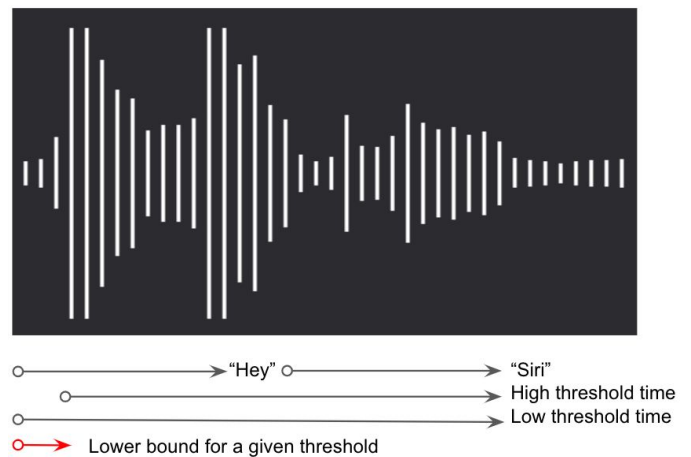 “Hey” “Siri”
High threshold time
Low threshold time
Lower bound for a given threshold